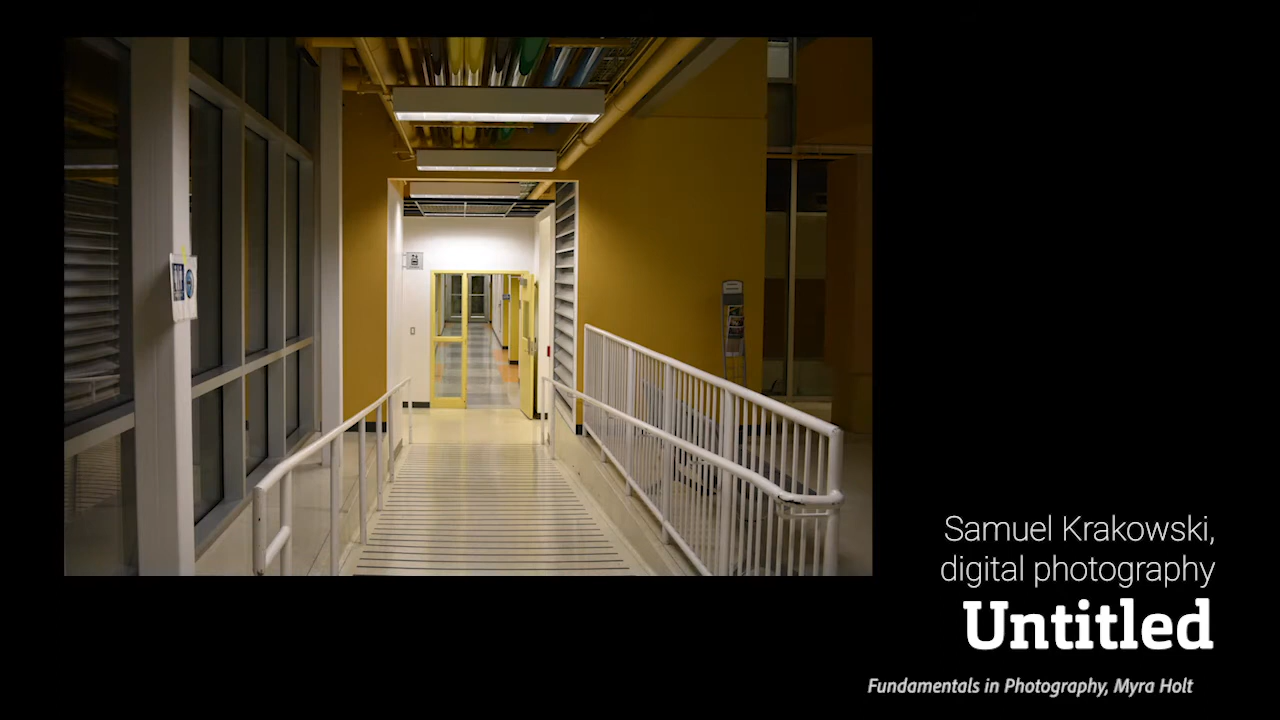 Samuel Krakowski,
digital photography
Untitled
Fundamentals in Photography, Myra Holt